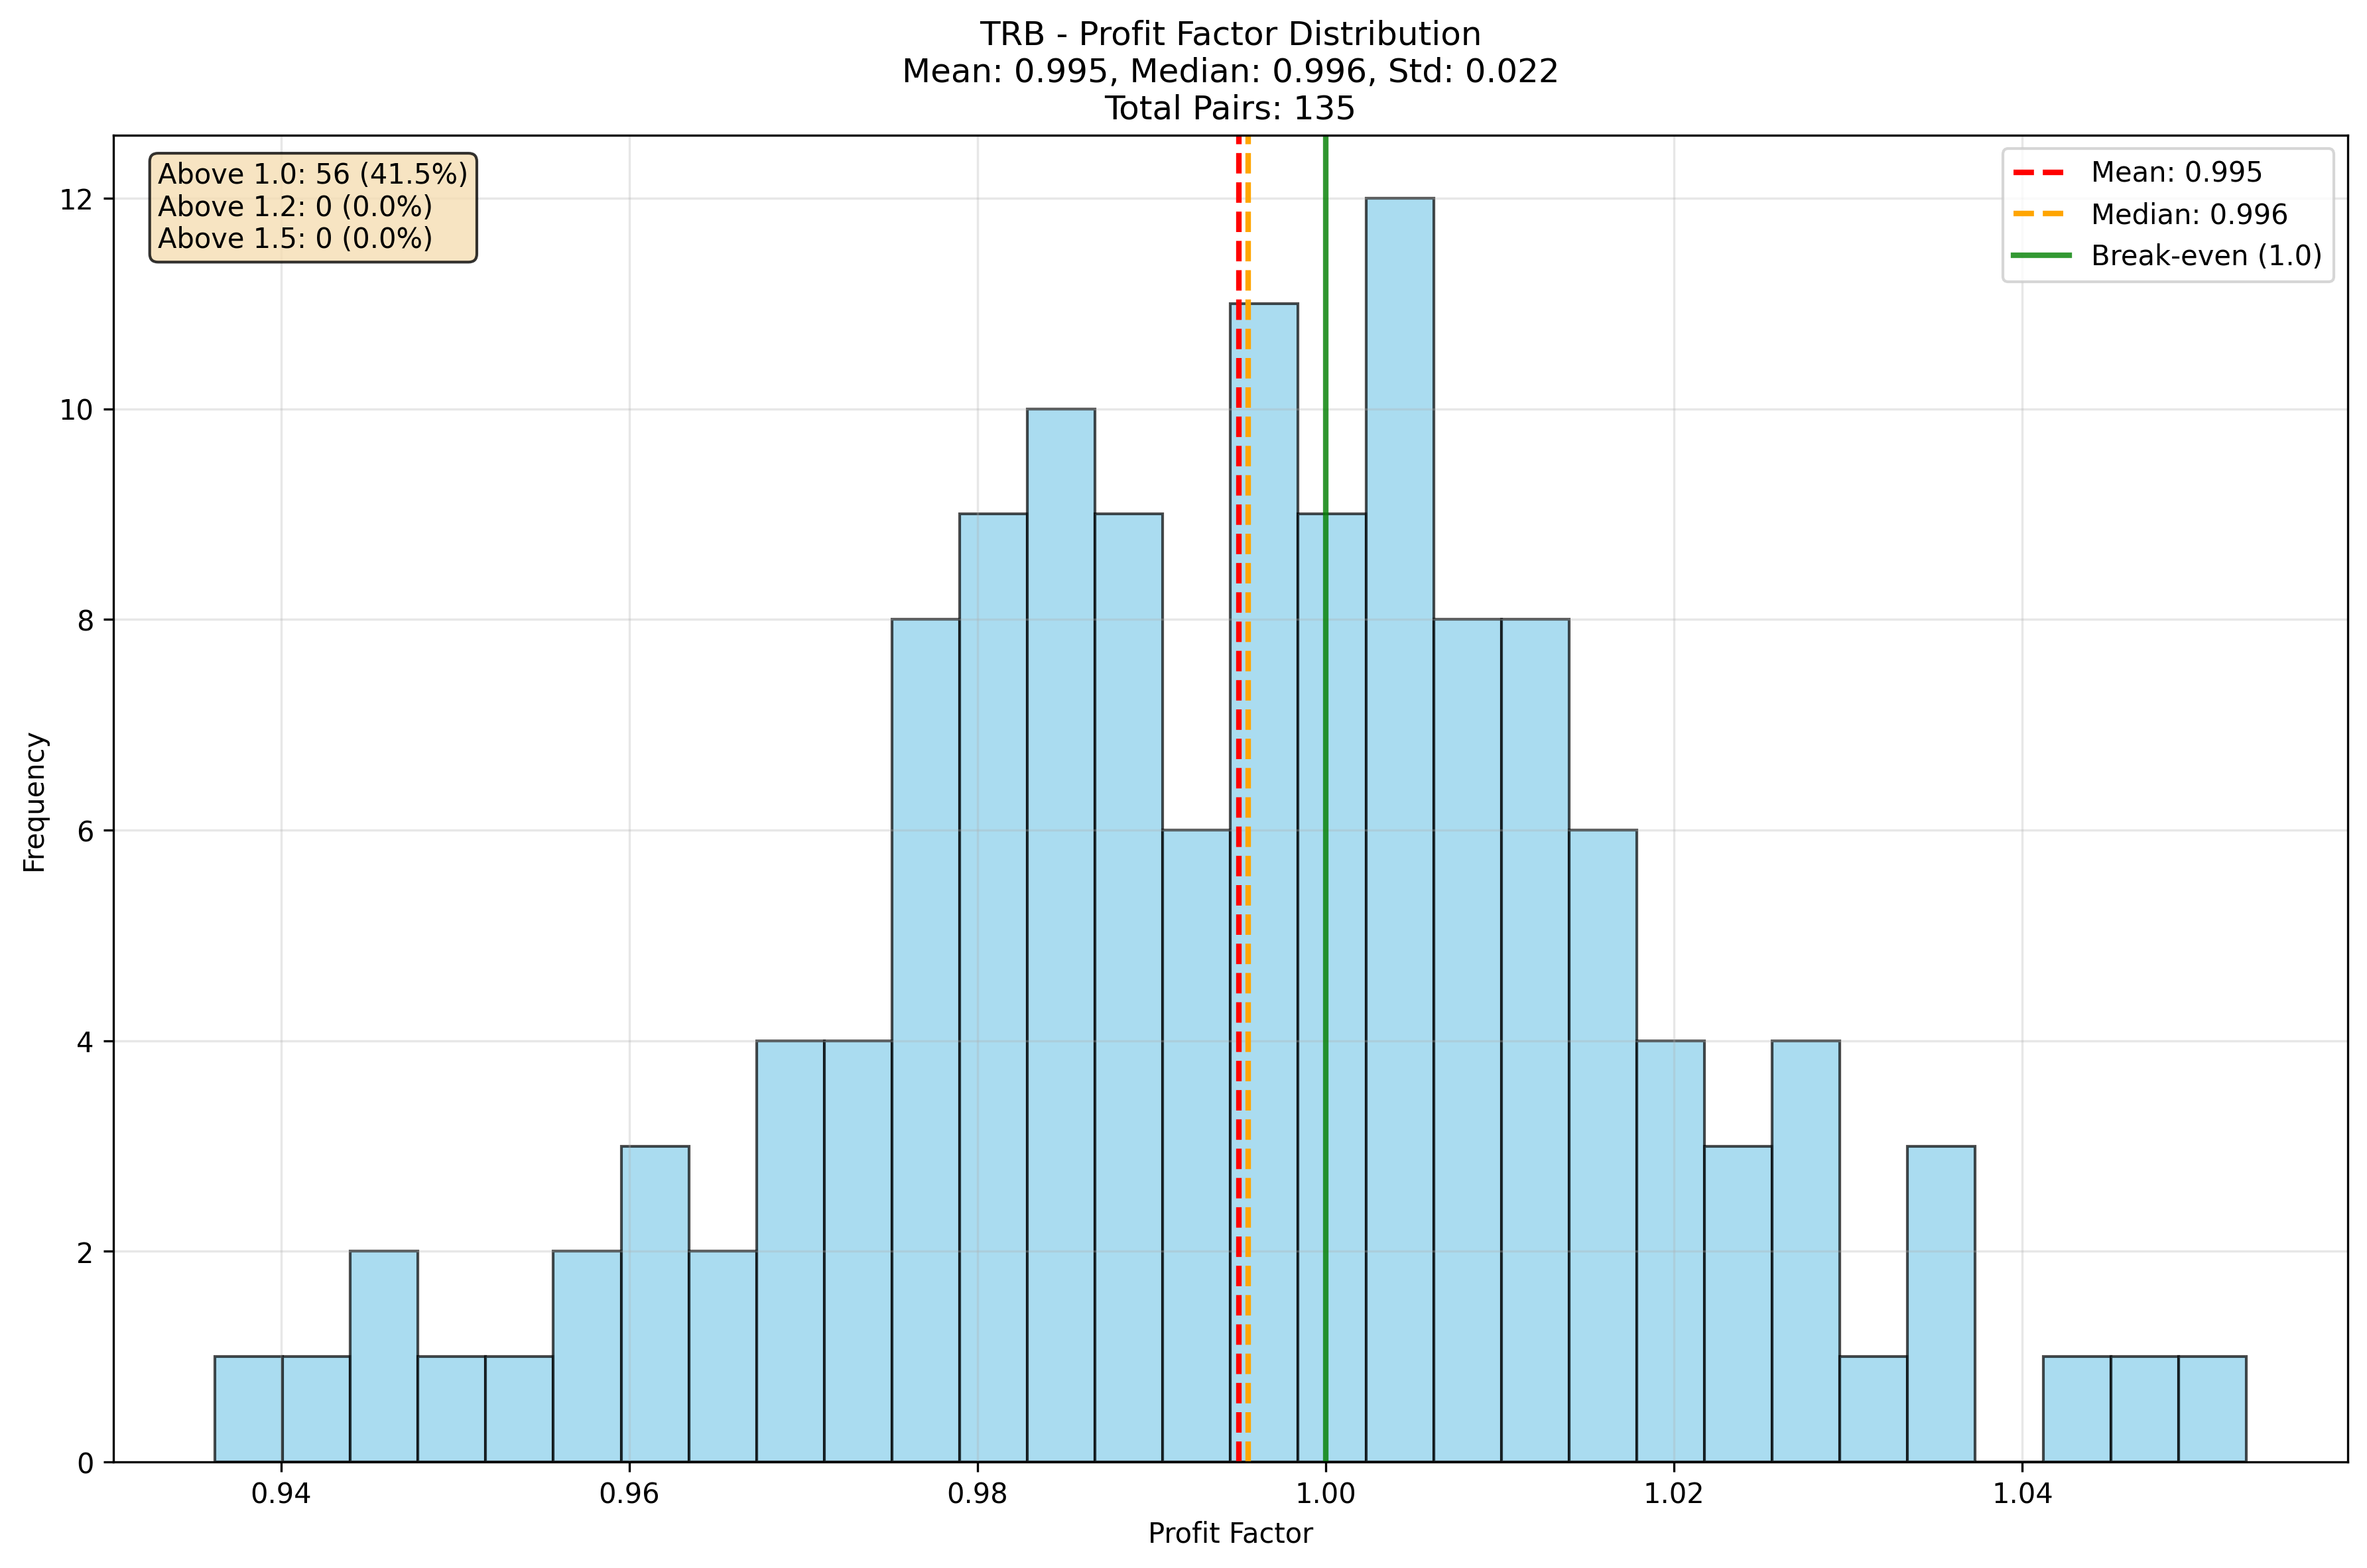 TRB - Profit Factor Distribution
Mean: 0.995, Median: 0.996, Std: 0.022
Total Pairs: 135
Above 1.0: 56 (41.5%)
Above 1.2: 0 (0.0%)
Above 1.5: 0 (0.0%)
Mean: 0.995
Median: 0.996
Break-even (1.0)
12
10
8
6
4
2
0
Frequency
0.94
0.96
0.98
1.00
1.02
1.04
Profit Factor